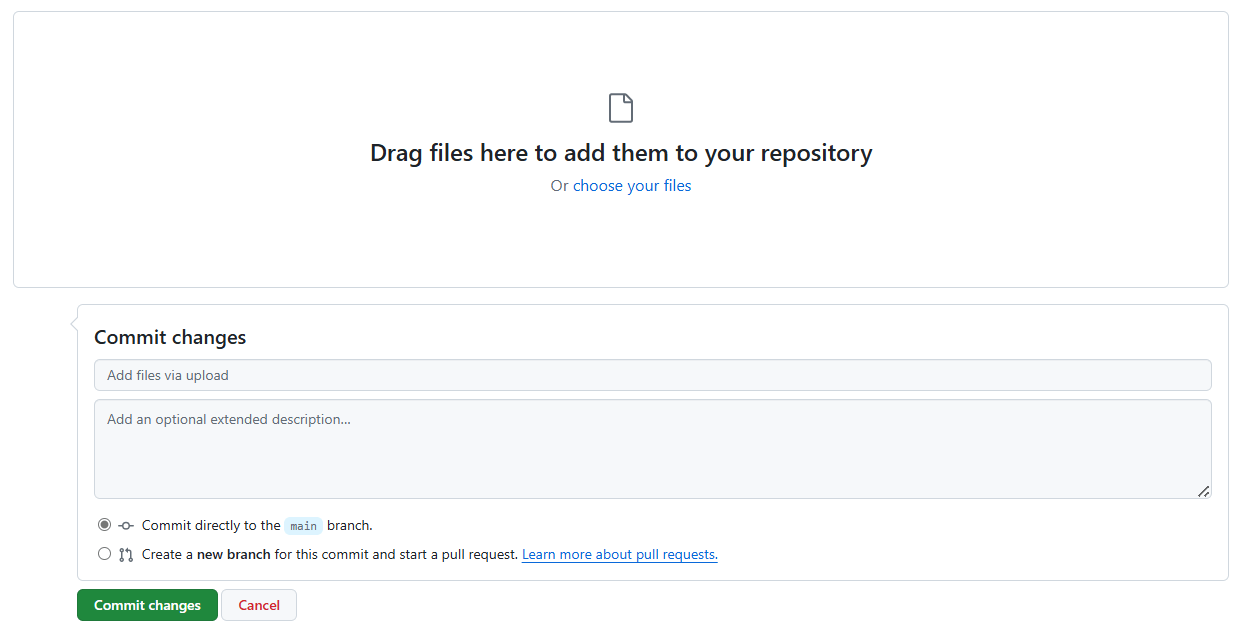 Drag files here to add them to your repository
Or choose your files
Commit changes
Add files via upload
Add an optional extended description...
Commit directly to the main branch.
Create a new branch for this commit and start a pull request. Learn more about pull requests.
Commit changes Cancel